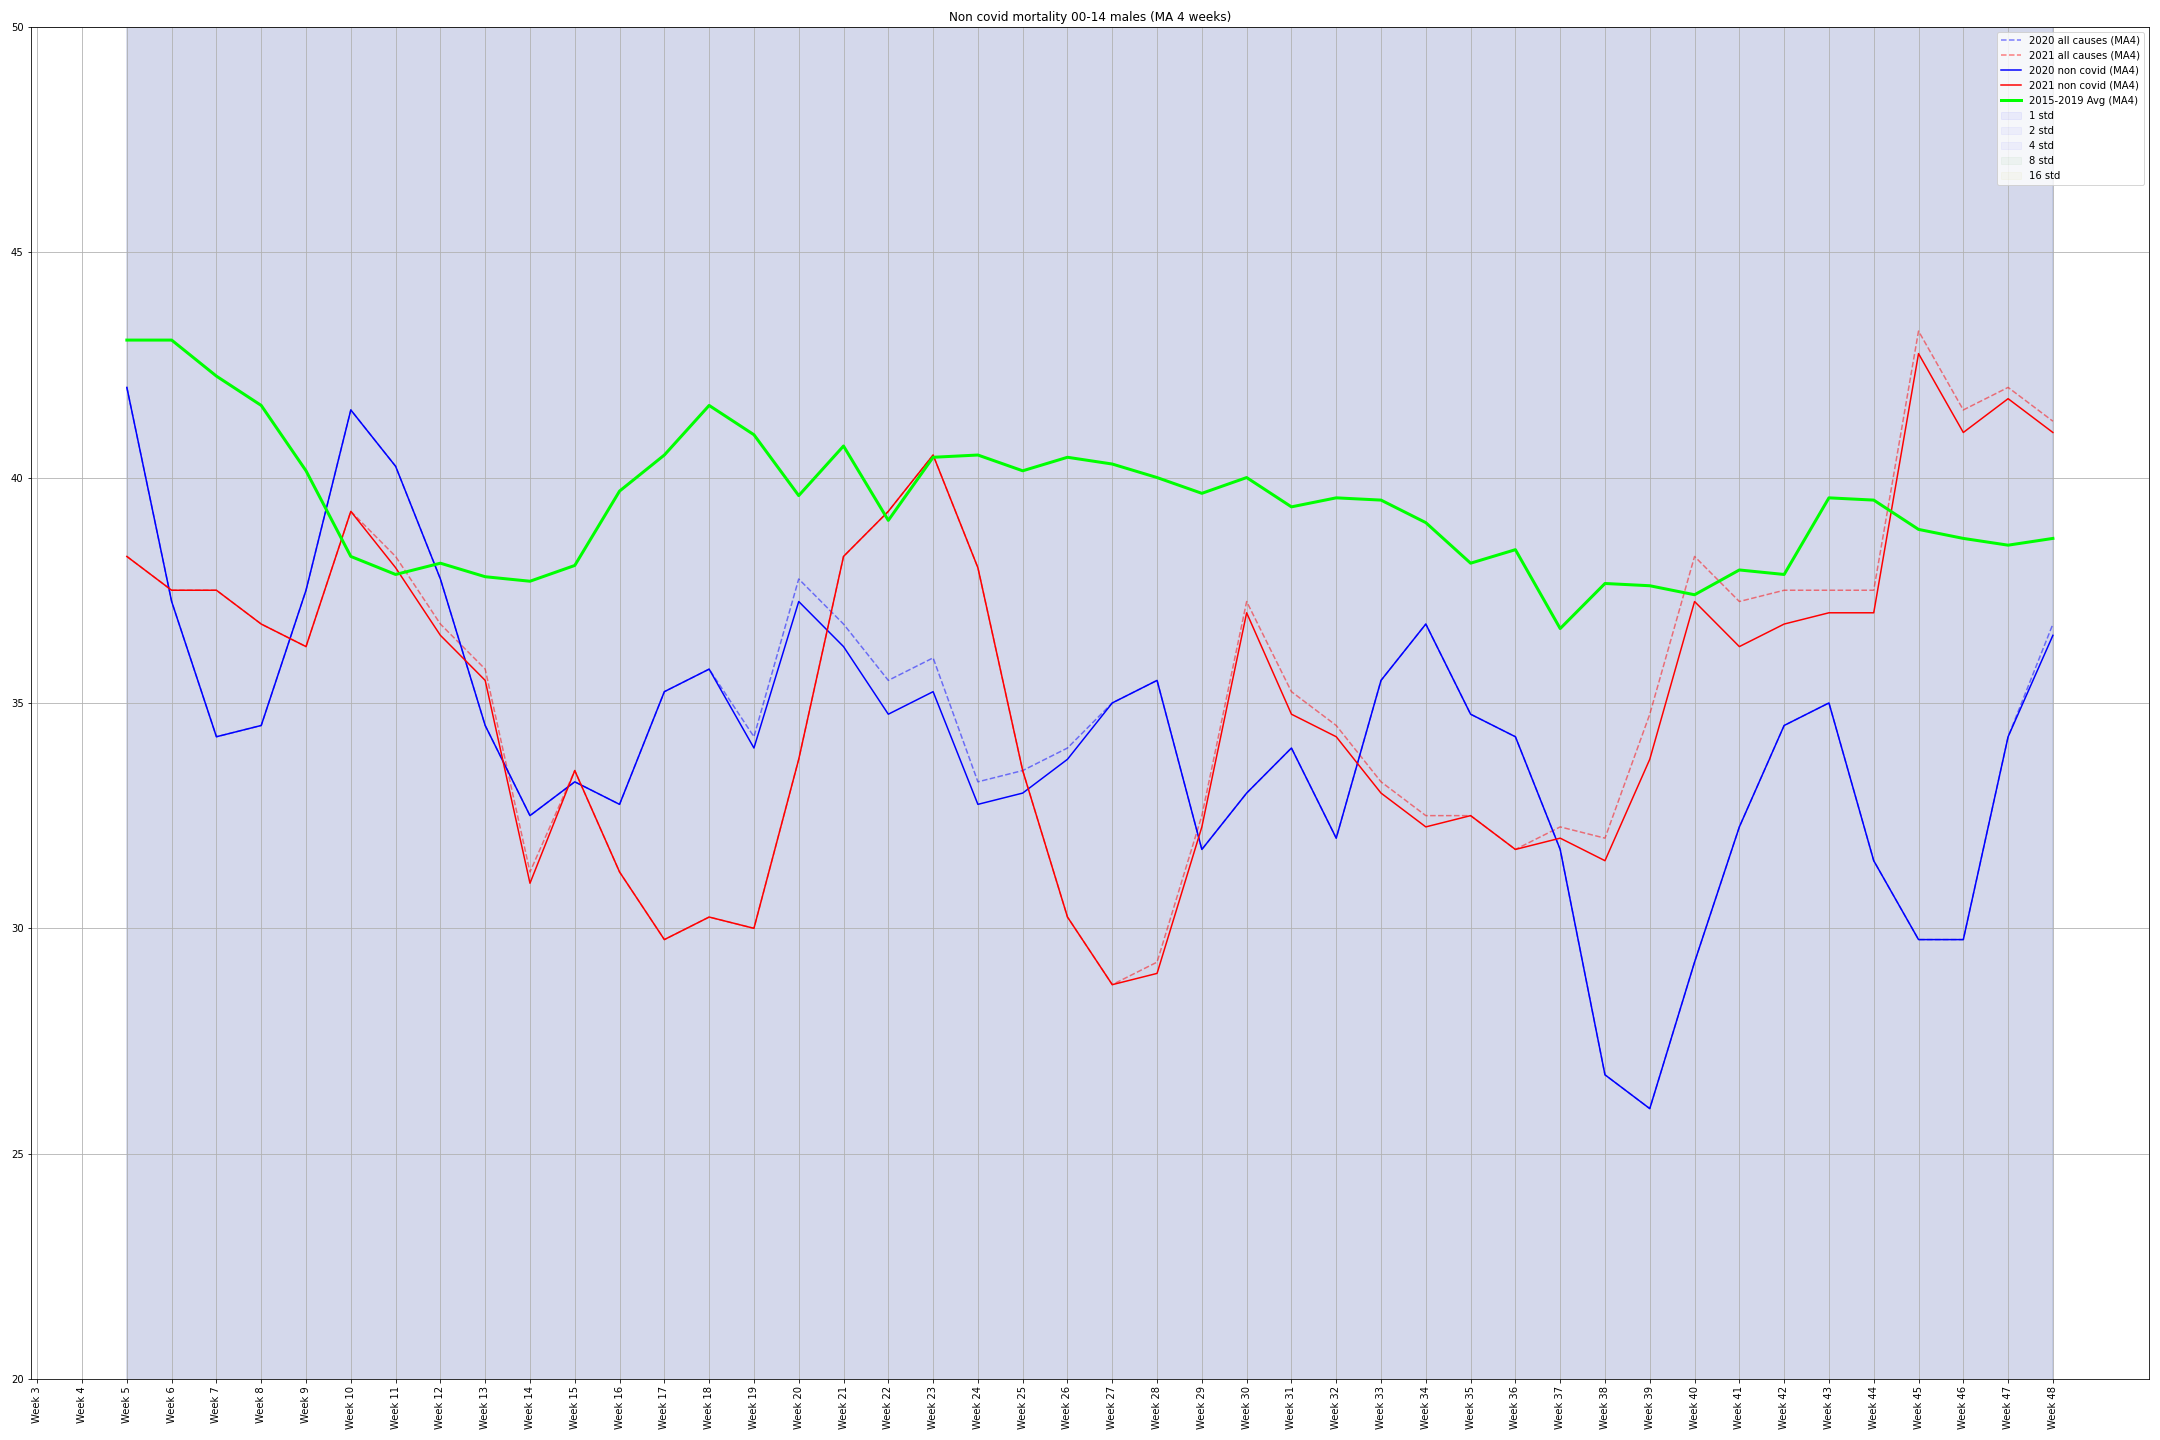 Non covid mortality 00-14 males (MA 4 weeks)
50
45
40
35
30
25
20
2020 all causes (MA4)
2021 all causes (MA4)
2020 non covid (MA4)
2021 non covid (MA4)
2015-2019 Avg (MA4)
1 std
2 std
4 std
8 std
16 std
Week 3
Week 4
Week 5
Week 6
Week 7
Week 8
Week 9
Week 10
Week 11
Week 12
Week 13
Week 14
Week 15
Week 16
Week 17
Week 18
Week 19
Week 20
Week 21
Week 22
Week 23
Week 24
Week 25
Week 26
Week 27
Week 28
Week 29
Week 30
Week 31
Week 32
Week 33
Week 34
Week 35
Week 36
Week 37
Week 38
Week 39
Week 40
Week 41
Week 42
Week 43
Week 44
Week 45
Week 46
Week 47
Week 48